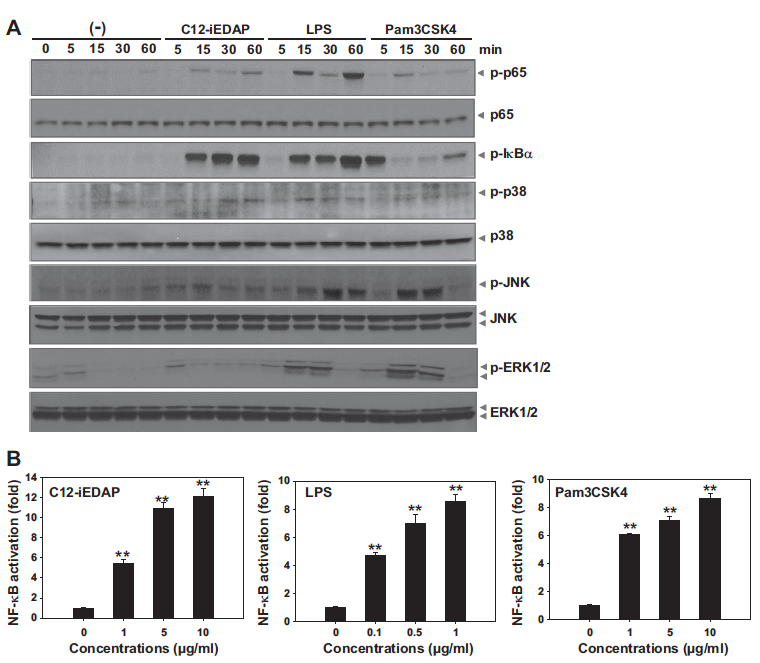 A
(-) C12-iEDAP LPS Pam3CSK4
0 5 15 30 60 5 15 30 60 5 15 30 60 5 15 30 60 min
p-p65
p65
p-IκBα
p-p38
p38
p-JNK
JNK
p-ERK1/2
ERK1/2
B
NF-κB activation (fold)
14
12
10
8
6
4
2
0
C12-iEDAP
**
**
**
0 1 5 10
Concentrations (µg/ml)
NF-κB activation (fold)
10
8
6
4
2
0
LPS
**
**
**
0 0.1 0.5 1
Concentrations (µg/ml)
NF-κB activation (fold)
10
8
6
4
2
0
Pam3CSK4
**
**
**
0 1 5 10
Concentrations (µg/ml)